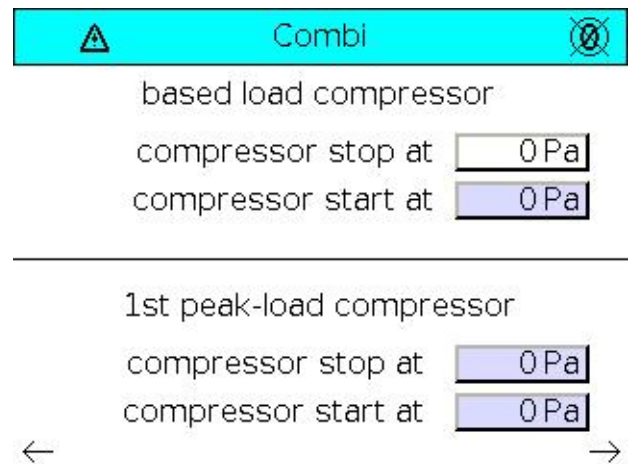 Combi
based load compressor
compressor stop at 0 Pa
compressor start at 0 Pa
1st peak-load compressor
compressor stop at 0 Pa
compressor start at 0 Pa